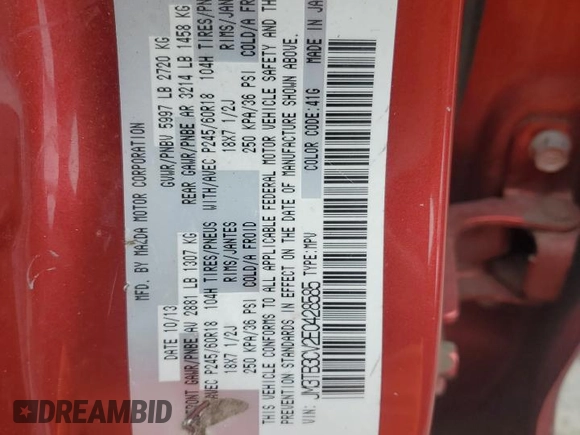 MFD. BY MAZDA MOTOR CORPORATION
DATE 10/13 GVWR/PNBV 5997 LB 2720 KG
FRONT GAWR/PNBE AV 2881 LB 1307 KG REAR GAWR/PNBE AR 3214 LB 1458 KG
AVEC P245/60R18 104H TIRES/PNEUS WITH/AVEC P245/60R18 104H TIRES/PN
18X7 1/2J RIMS/JANTES 18X7 1/2J RIMS/JAN
250 KPA/36 PSI COLD/A FROID 250 KPA/36 PSI COLD/A FROI
THIS VEHICLE CONFORMS TO ALL APPLICABLE FEDERAL MOTOR VEHICLE SAFETY AND TH
PREVENTION STANDARDS IN EFFECT ON THE DATE OF MANUFACTURE SHOWN ABOVE.
VIN: JM3TB3CV2E0428585 TYPE:MPV COLOR CODE:41G MADE IN JA
DREAMBID